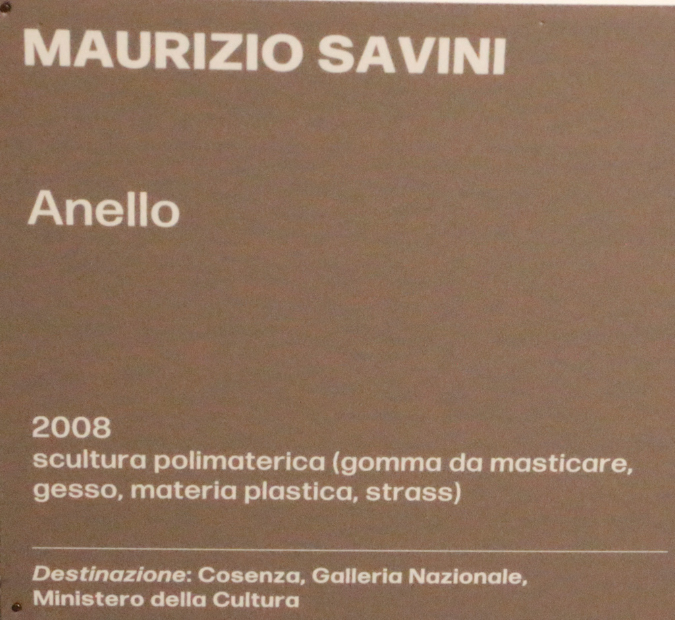 MAURIZIO SAVINI
Anello
2008
scultura polimaterica (gomma da masticare,
gesso, materia plastica, strass)
Destinazione: Cosenza, Galleria Nazionale,
Ministero della Cultura